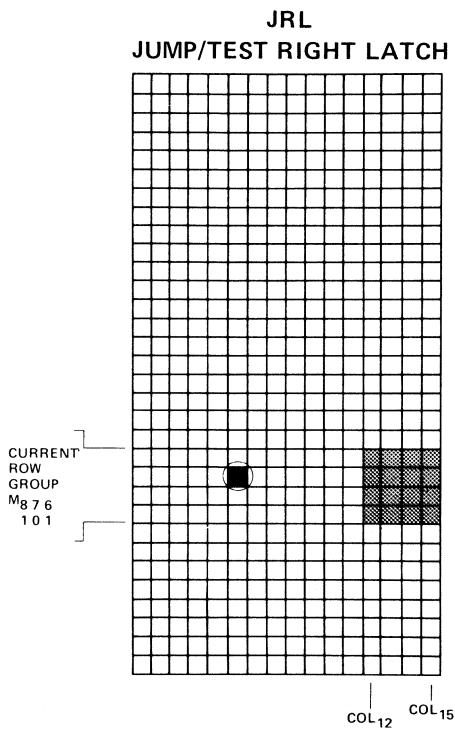 JRL
JUMP/TEST RIGHT LATCH
CURRENT
ROW
GROUP
M8 7 6
1 0 1
COL12
COL15